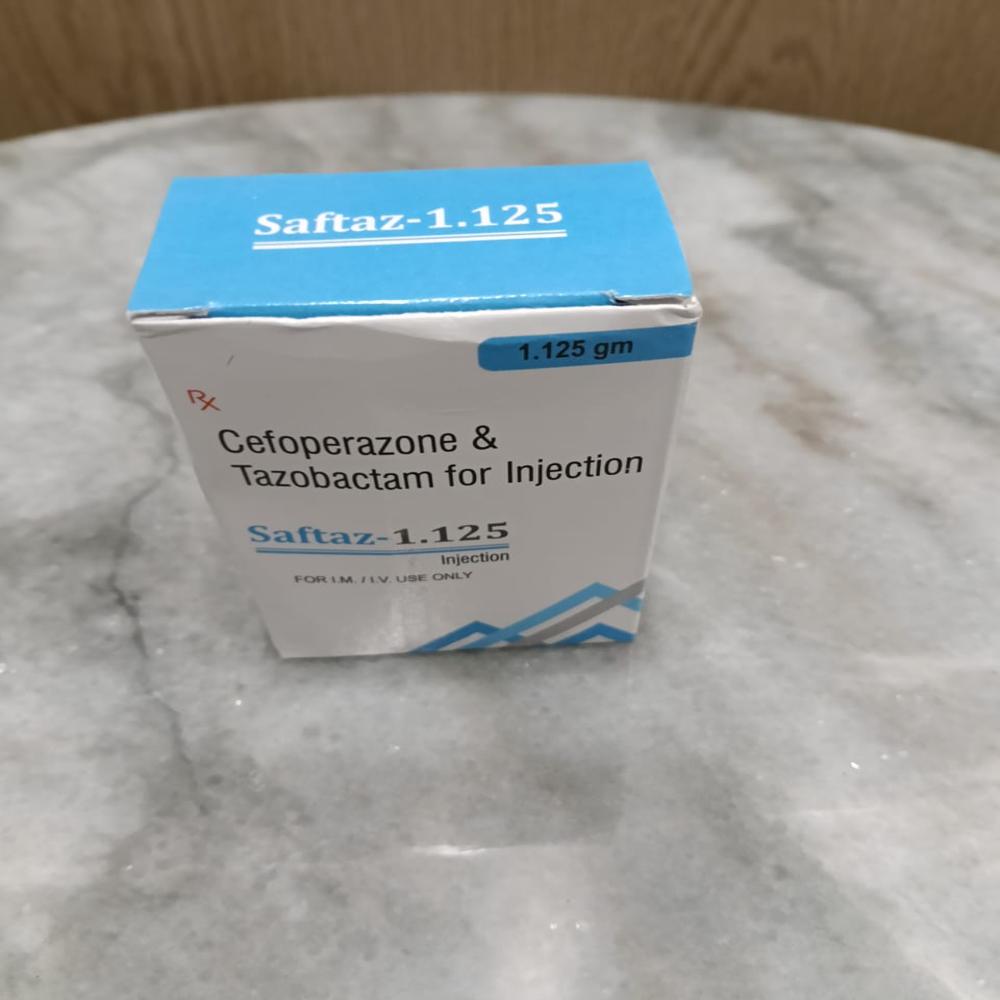 Saftaz-1.125
1.125 gm
Rx
Cefoperazone &
Tazobactam for Injection
Saftaz-1.125
Injection
FOR I.M. / I.V. USE ONLY